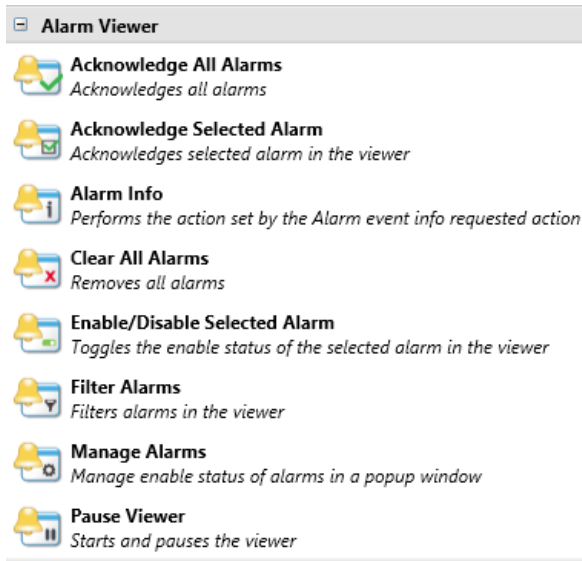 Alarm Viewer
Acknowledge All Alarms
Acknowledges all alarms
Acknowledge Selected Alarm
Acknowledges selected alarm in the viewer
Alarm Info
Performs the action set by the Alarm event info requested action
Clear All Alarms
Removes all alarms
Enable/Disable Selected Alarm
Toggles the enable status of the selected alarm in the viewer
Filter Alarms
Filters alarms in the viewer
Manage Alarms
Manage enable status of alarms in a popup window
Pause Viewer
Starts and pauses the viewer